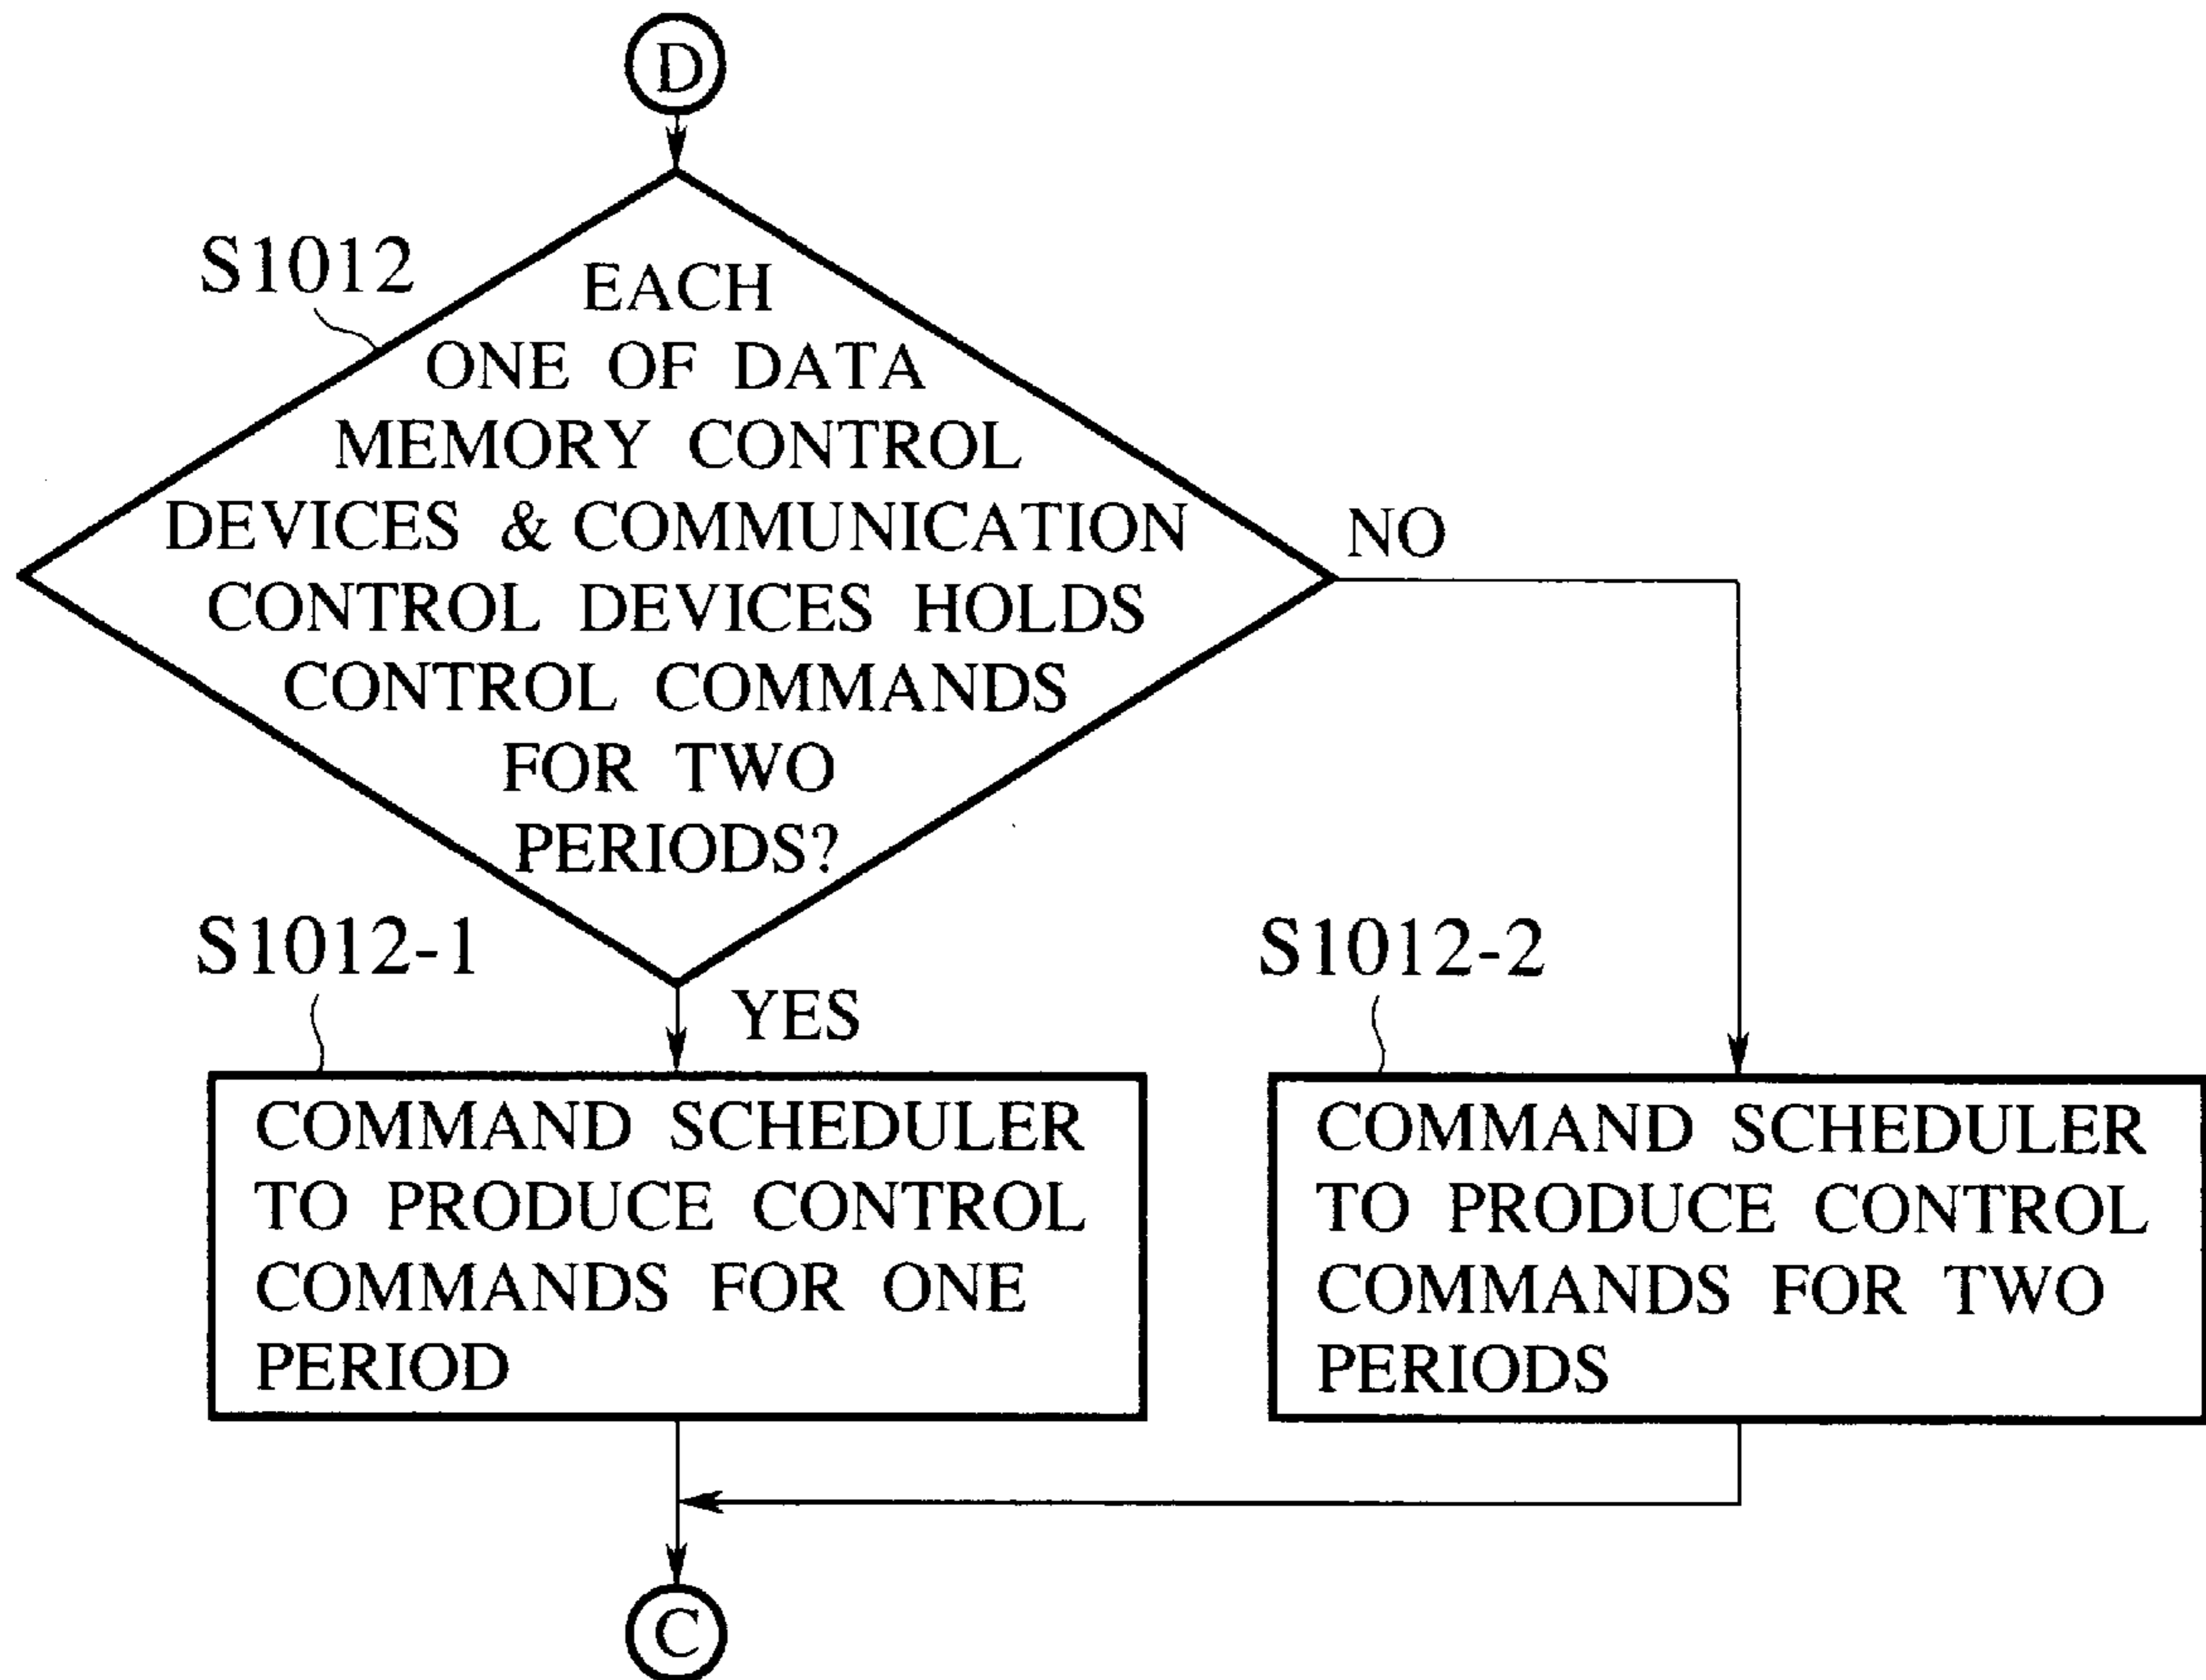 D
S1012
EACH
ONE OF DATA
MEMORY CONTROL
DEVICES & COMMUNICATION
CONTROL DEVICES HOLDS
CONTROL COMMANDS
FOR TWO
PERIODS?
NO
YES
S1012-1
COMMAND SCHEDULER
TO PRODUCE CONTROL
COMMANDS FOR ONE
PERIOD
S1012-2
COMMAND SCHEDULER
TO PRODUCE CONTROL
COMMANDS FOR TWO
PERIODS
C